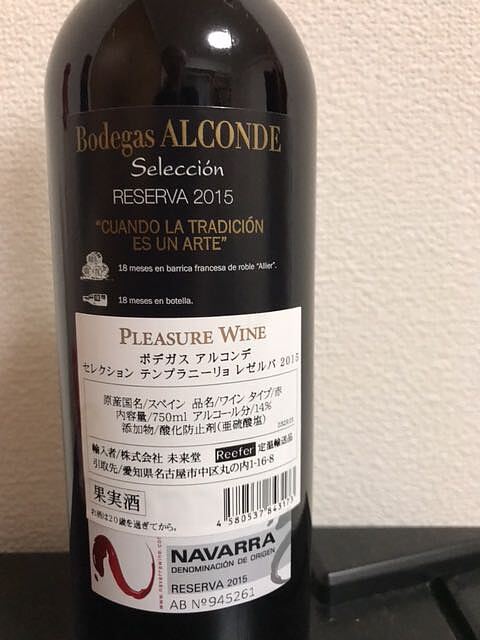 Bodegas ALCONDE
Selección
RESERVA 2015
"CUANDO LA TRADICIÓN
ES UN ARTE"
18 meses en barrica francesa de roble "Allier".
18 meses en botella.
PLEASURE WINE
ボデガス アルコンデ
セレクション テンプラニーリョ レゼルバ 2015
原産国名/スペイン 品名/ワイン タイプ/赤
内容量/750ml アルコール分/14%
添加物/酸化防止剤(亜硫酸塩)
輸入者/株式会社 未来堂 Reefer 定温輸送品
引取先/愛知県名古屋市中区丸の内1-16-8
果実酒
お酒は20歳を過ぎてから。
4 580537 843173
www.navarrawine.com
NAVARRA
DENOMINACIÓN DE ORIGEN
RESERVA 2015
AB Nº945261